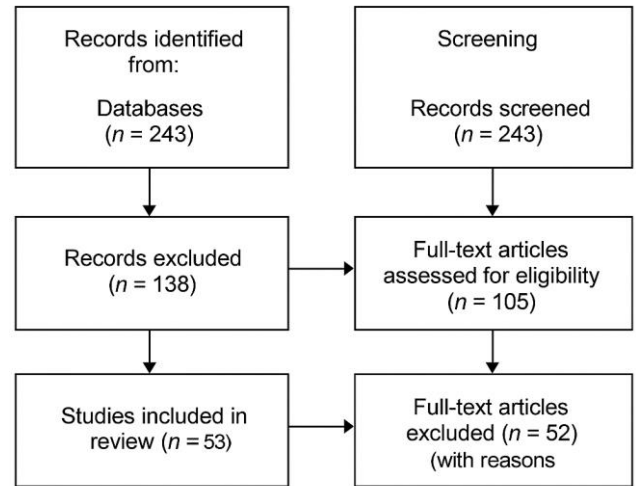 Records identified
from:
Databases
(n = 243)
Screening
Records screened
(n = 243)
Records excluded
(n = 138)
Full-text articles
assessed for eligibility
(n = 105)
Studies included in
review (n = 53)
Full-text articles
excluded (n = 52)
(with reasons